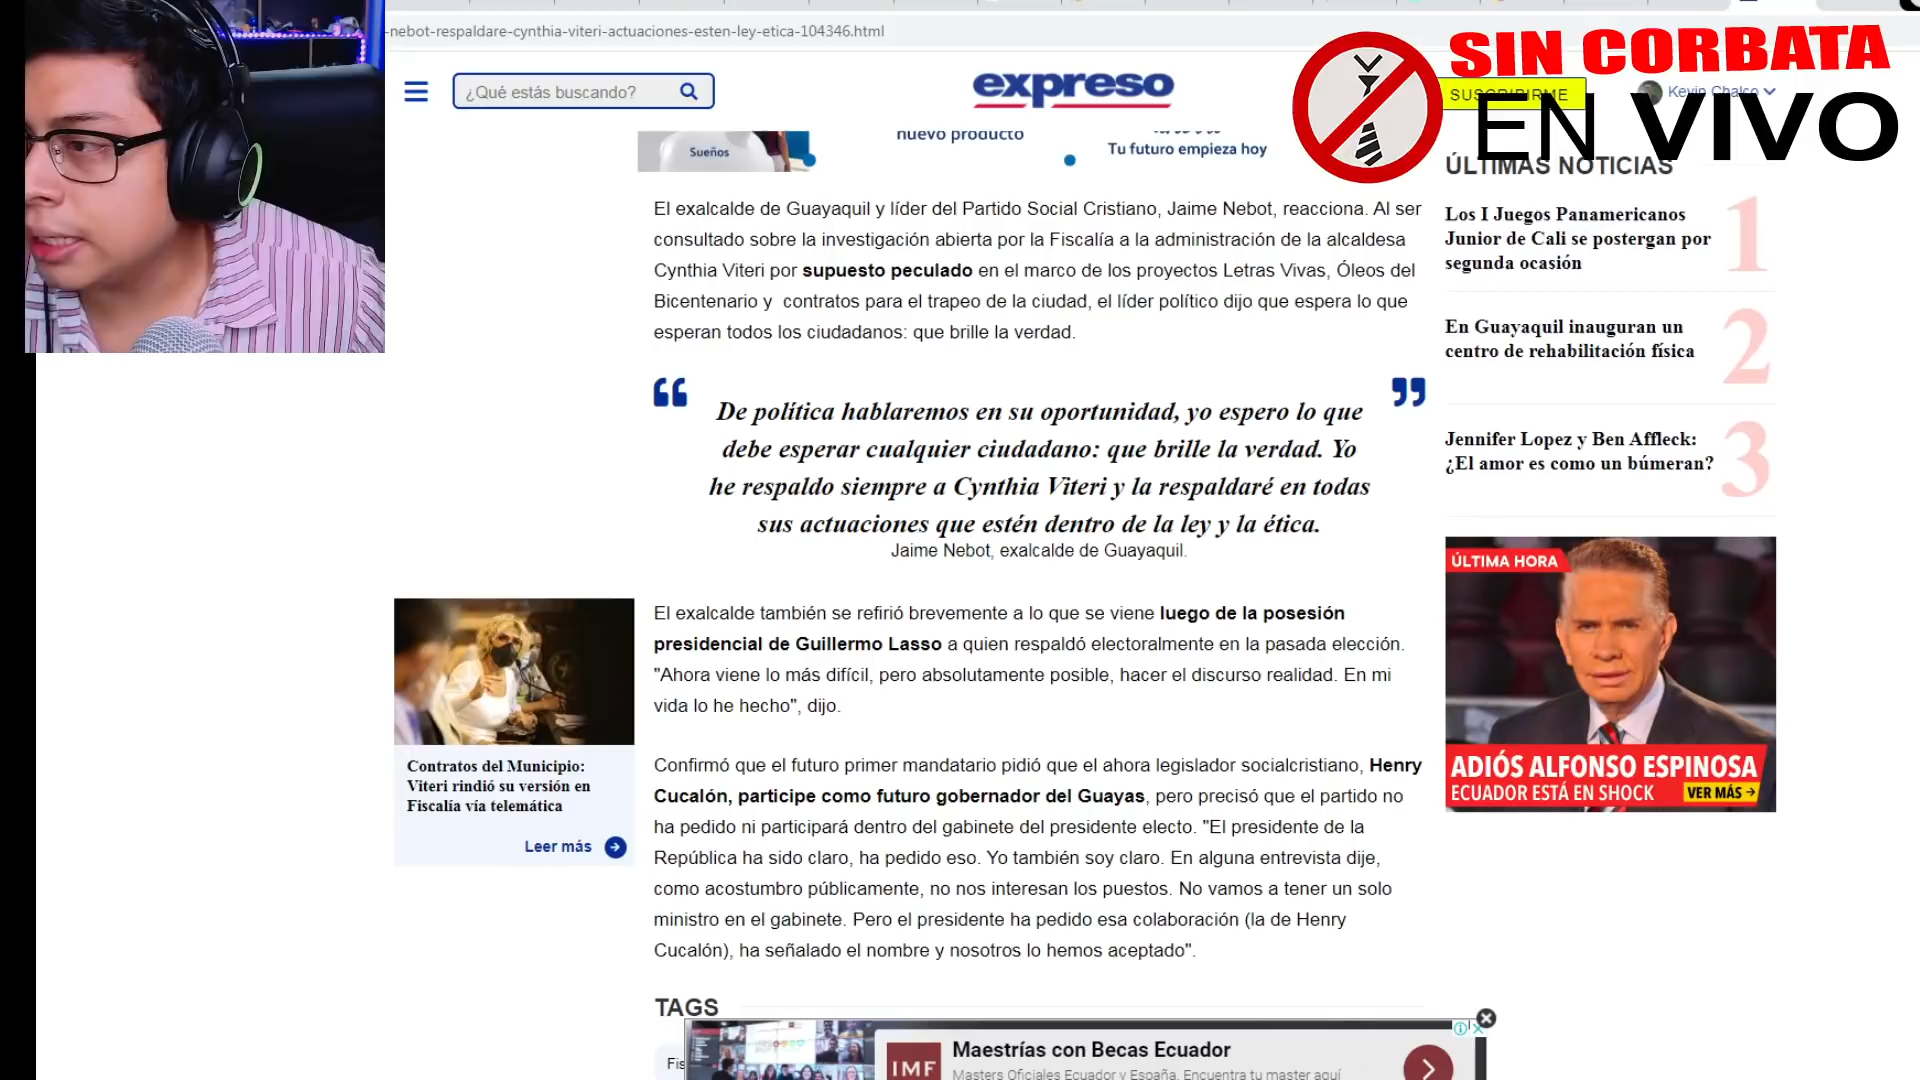 -nebot-respaldare-cynthia-viteri-actuaciones-esten-ley-etica-104346.html
SIN CORBATA
EN VIVO
¿Qué estás buscando?
expreso
SUSCRIBIRME
Kevin Chalco
Sueños
nuevo producto
Tu futuro empieza hoy
El exalcalde de Guayaquil y líder del Partido Social Cristiano, Jaime Nebot, reacciona. Al ser
consultado sobre la investigación abierta por la Fiscalía a la administración de la alcaldesa
Cynthia Viteri por supuesto peculado en el marco de los proyectos Letras Vivas, Óleos del
Bicentenario y contratos para el trapeo de la ciudad, el líder político dijo que espera lo que
esperan todos los ciudadanos: que brille la verdad.
“ De política hablaremos en su oportunidad, yo espero lo que ”
debe esperar cualquier ciudadano: que brille la verdad. Yo
he respaldo siempre a Cynthia Viteri y la respaldaré en todas
sus actuaciones que estén dentro de la ley y la ética.
Jaime Nebot, exalcalde de Guayaquil.
Contratos del Municipio:
Viteri rindió su versión en
Fiscalía vía telemática
Leer más
El exalcalde también se refirió brevemente a lo que se viene luego de la posesión
presidencial de Guillermo Lasso a quien respaldó electoralmente en la pasada elección.
"Ahora viene lo más difícil, pero absolutamente posible, hacer el discurso realidad. En mi
vida lo he hecho", dijo.
Confirmó que el futuro primer mandatario pidió que el ahora legislador socialcristiano, Henry
Cucalón, participe como futuro gobernador del Guayas, pero precisó que el partido no
ha pedido ni participará dentro del gabinete del presidente electo. "El presidente de la
República ha sido claro, ha pedido eso. Yo también soy claro. En alguna entrevista dije,
como acostumbro públicamente, no nos interesan los puestos. No vamos a tener un solo
ministro en el gabinete. Pero el presidente ha pedido esa colaboración (la de Henry
Cucalón), ha señalado el nombre y nosotros lo hemos aceptado".
TAGS
Fis
IMF
Maestrías con Becas Ecuador
Masters Oficiales Ecuador y España. Encuentra tu master aquí
ÚLTIMAS NOTICIAS
Los I Juegos Panamericanos
Junior de Cali se postergan por
segunda ocasión
1
En Guayaquil inauguran un
centro de rehabilitación física
2
Jennifer Lopez y Ben Affleck:
¿El amor es como un búmeran?
3
ÚLTIMA HORA
ADIÓS ALFONSO ESPINOSA
ECUADOR ESTÁ EN SHOCK
VER MÁS